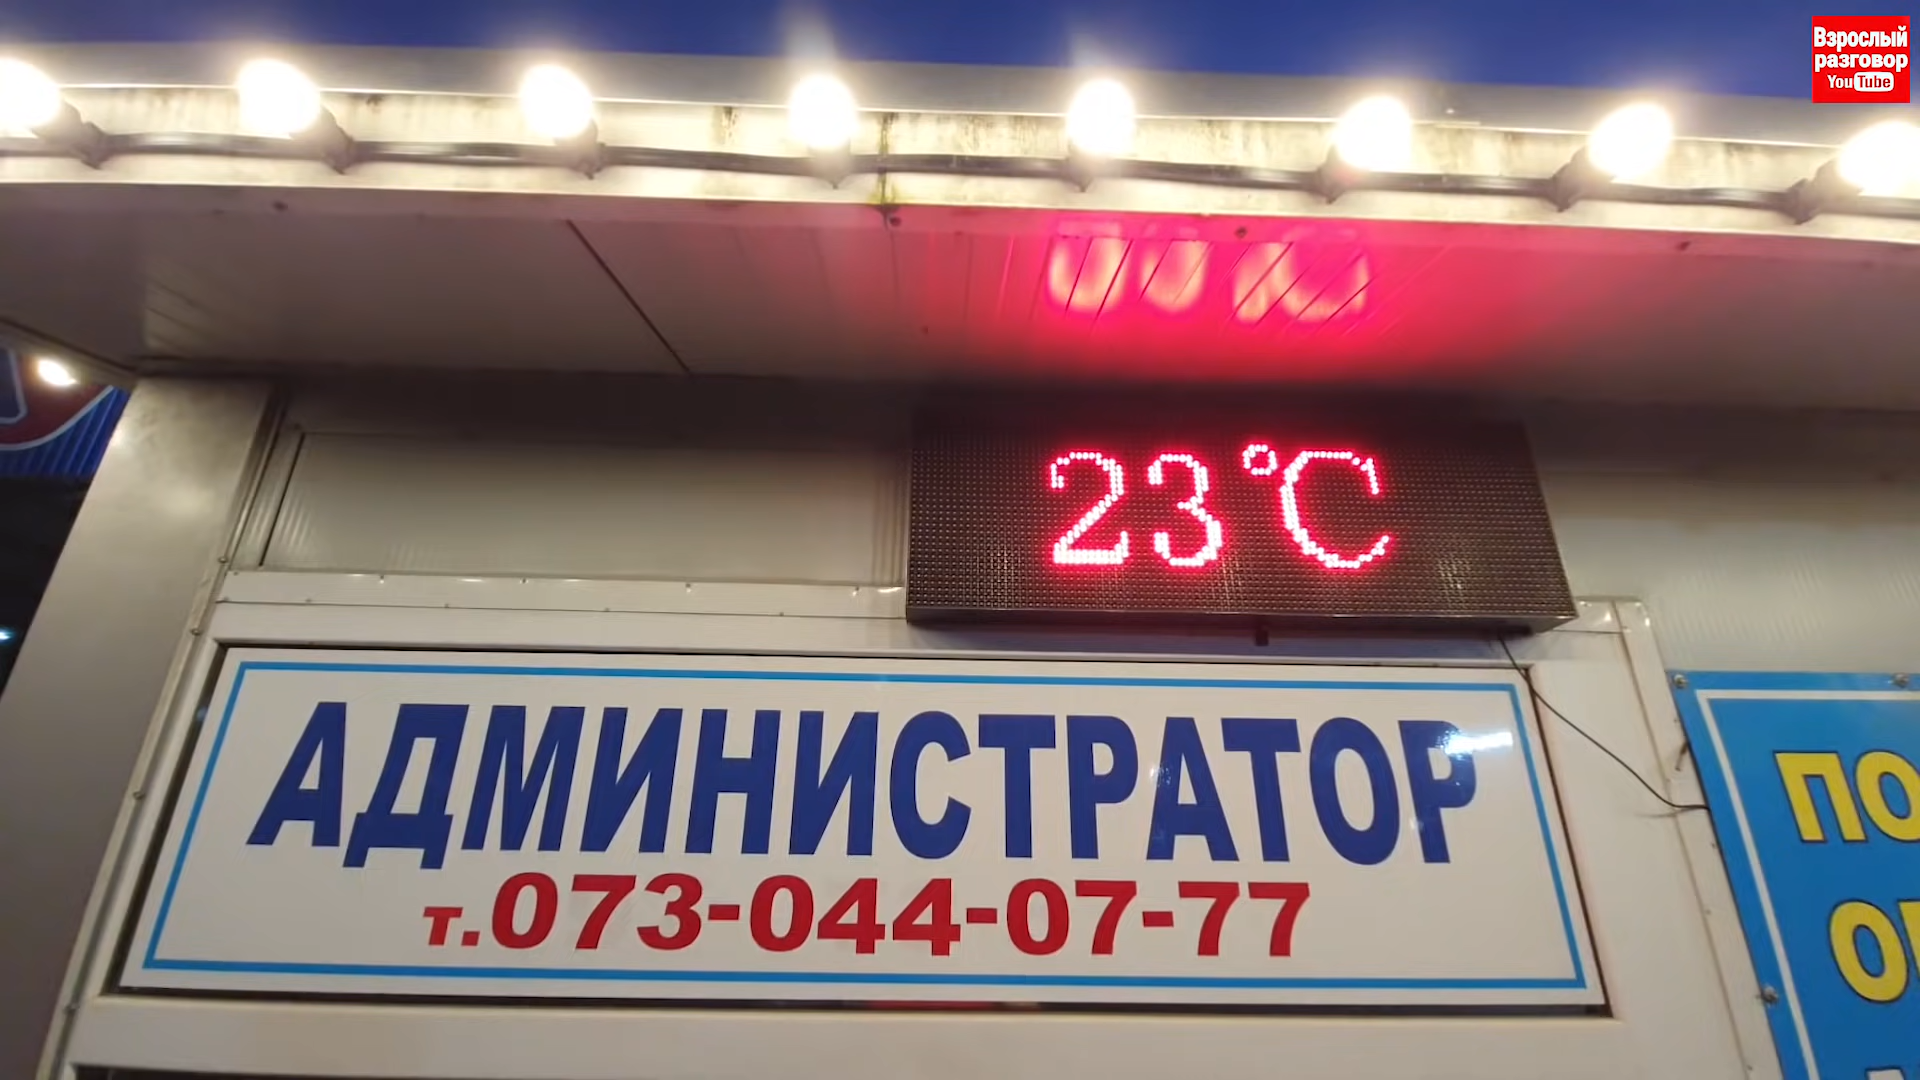 Взрослый
разговор
YouTube
23°C
АДМИНИСТРАТОР
т.073-044-07-77